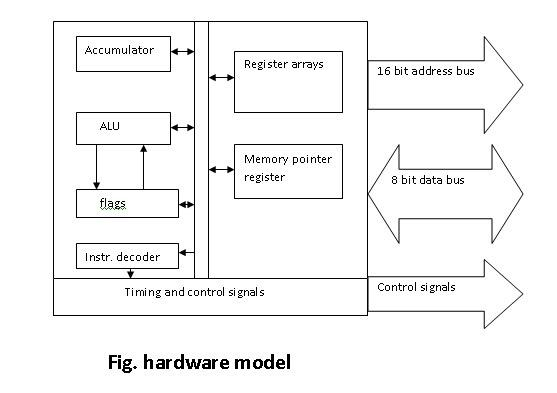 Accumulator
Register arrays
16 bit address bus
ALU
Memory pointer
register
8 bit data bus
flags
Instr. decoder
Timing and control signals
Control signals
Fig. hardware model